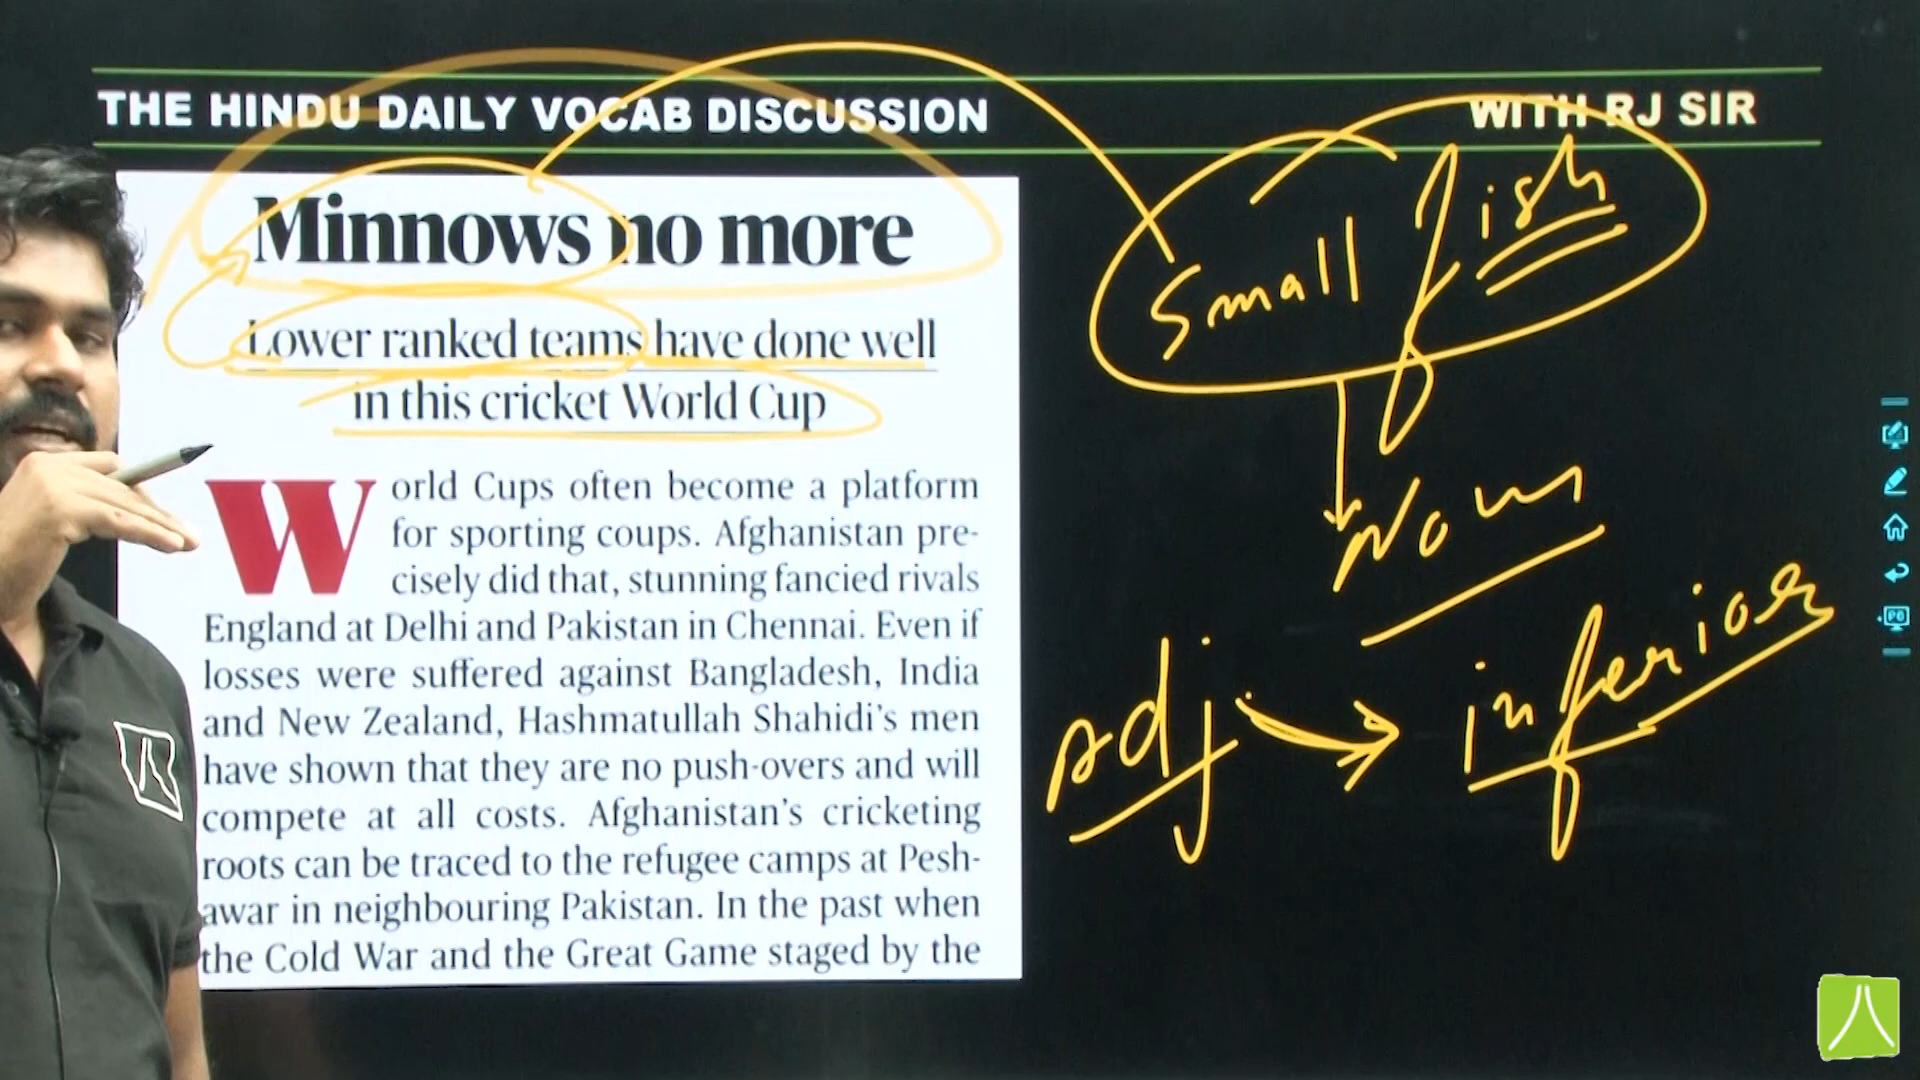 THE HINDU DAILY VOCAB DISCUSSION
WITH RJ SIR
Minnows no more
Lower ranked teams have done well
in this cricket World Cup
World Cups often become a platform
for sporting coups. Afghanistan pre-
cisely did that, stunning fancied rivals
England at Delhi and Pakistan in Chennai. Even if
losses were suffered against Bangladesh, India
and New Zealand, Hashmatullah Shahidi's men
have shown that they are no push-overs and will
compete at all costs. Afghanistan's cricketing
roots can be traced to the refugee camps at Pesh-
awar in neighbouring Pakistan. In the past when
the Cold War and the Great Game staged by the
small fish
Noun
adj → inferior